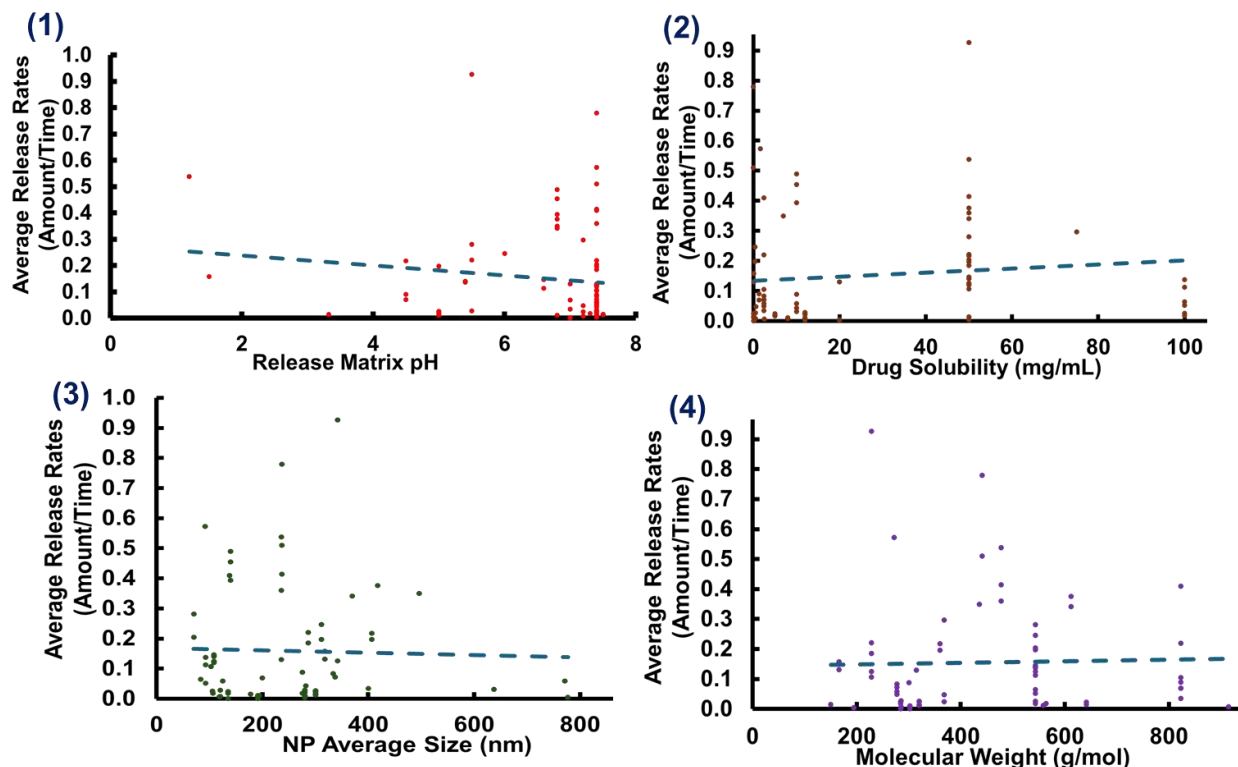 (1)
Average Release Rates
(Amount/Time)
1.0
0.9
0.8
0.7
0.6
0.5
0.4
0.3
0.2
0.1
0.0
0 2 4 6 8
Release Matrix pH
(2)
Average Release Rates
(Amount/Time)
0.9
0.8
0.7
0.6
0.5
0.4
0.3
0.2
0.1
0.0
0 20 40 60 80 100
Drug Solubility (mg/mL)
(3)
Average Release Rates
(Amount/Time)
1.0
0.9
0.8
0.7
0.6
0.5
0.4
0.3
0.2
0.1
0.0
0 200 400 600 800
NP Average Size (nm)
(4)
Average Release Rates
(Amount/Time)
0.9
0.8
0.7
0.6
0.5
0.4
0.3
0.2
0.1
0.0
0 200 400 600 800
Molecular Weight (g/mol)